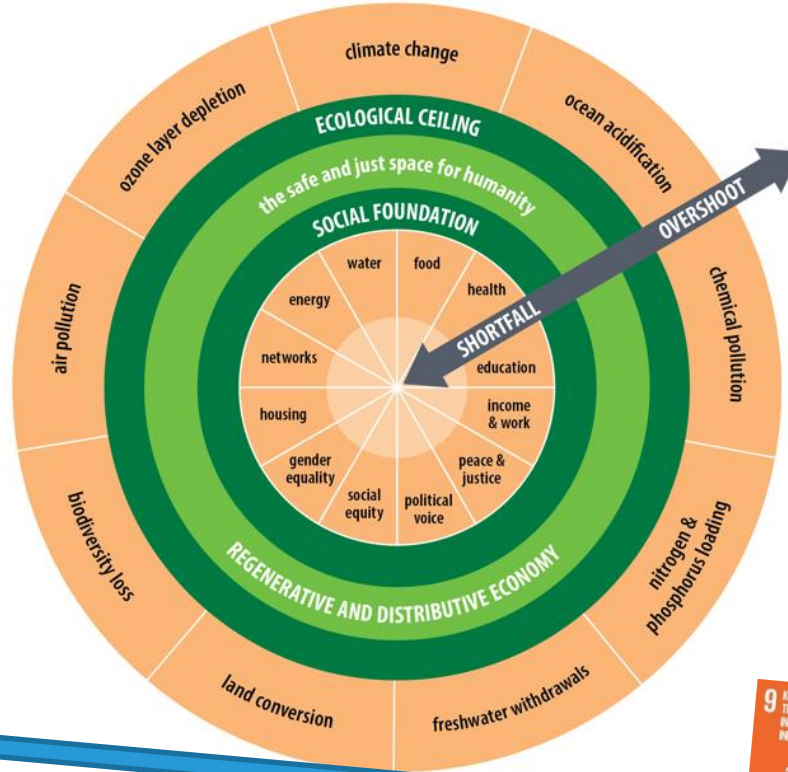 climate change
ocean acidification
chemical pollution
nitrogen &
phosphorus loading
freshwater withdrawals
land conversion
biodiversity loss
air pollution
ozone layer depletion
ECOLOGICAL CEILING
the safe and just space for humanity
SOCIAL FOUNDATION
OVERSHOOT
SHORTFALL
water
food
health
education
income
& work
peace &
justice
political
voice
social
equity
gender
equality
housing
networks
energy
REGENERATIVE AND DISTRIBUTIVE ECONOMY
9